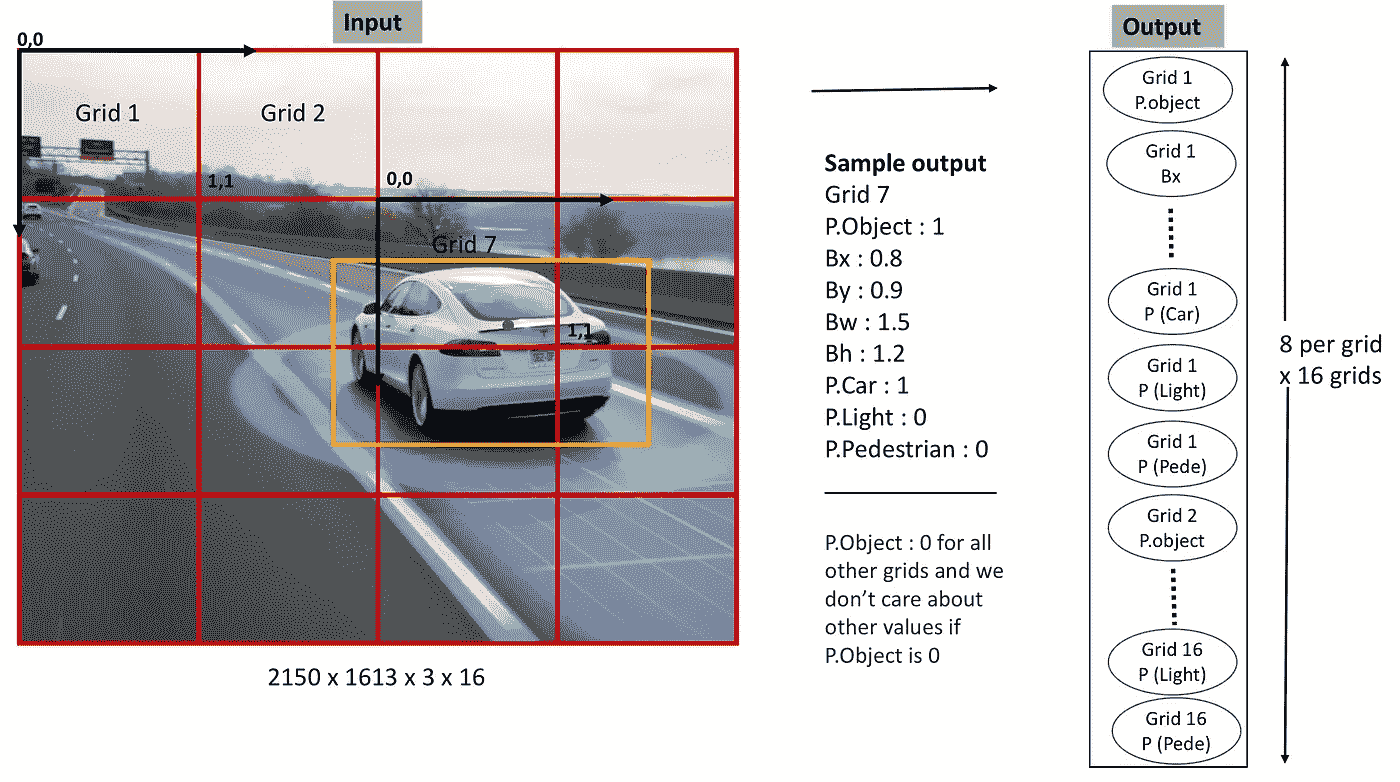 Input
0,0
Grid 1
Grid 2
1,1
0,0
Grid 7
1,1
2150 x 1613 x 3 x 16
Sample output
Grid 7
P.Object : 1
Bx : 0.8
By : 0.9
Bw : 1.5
Bh : 1.2
P.Car : 1
P.Light : 0
P.Pedestrian : 0
P.Object : 0 for all
other grids and we
don’t care about
other values if
P.Object is 0
Output
Grid 1
P.object
Grid 1
Bx
Grid 1
P (Car)
Grid 1
P (Light)
Grid 1
P (Pede)
Grid 2
P.object
Grid 16
P (Light)
Grid 16
P (Pede)
8 per grid
x 16 grids